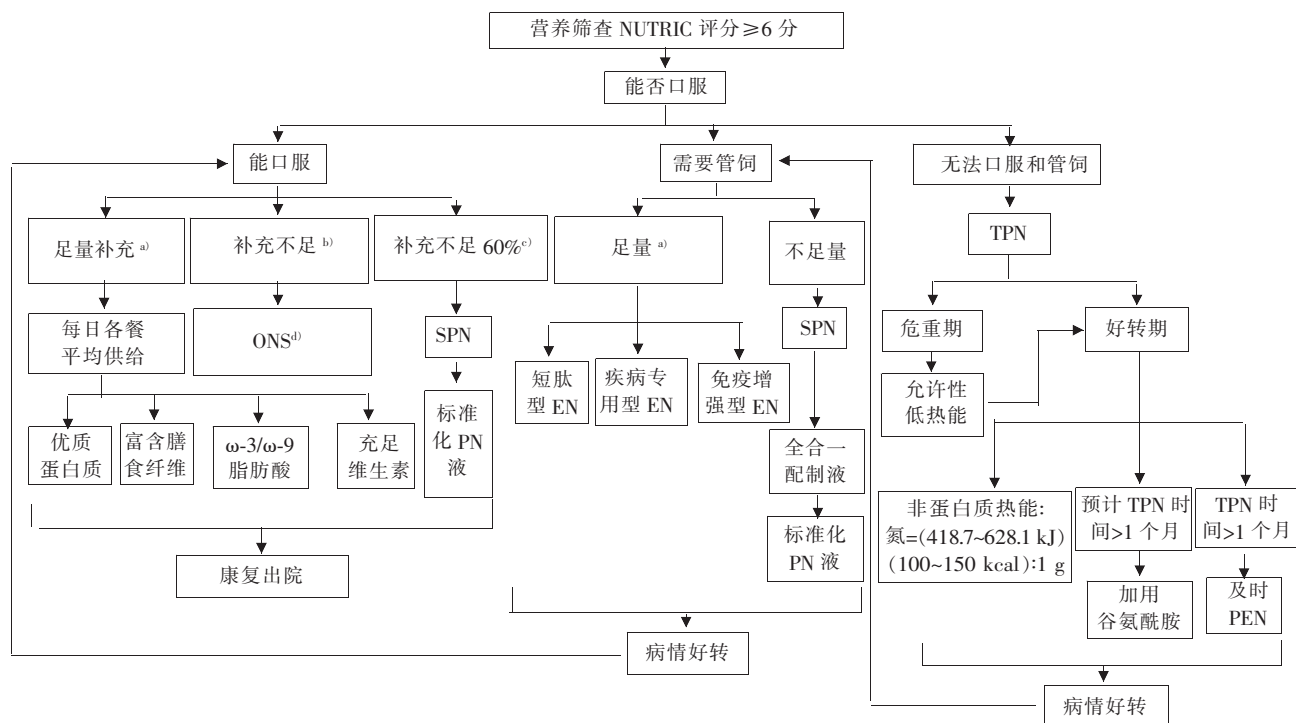 营养筛查 NUTRIC 评分≥6 分
能否口服
能口服
需要管饲
无法口服和管饲
足量补充 a)
补充不足 b)
补充不足 60%c)
足量 a)
不足量
TPN
每日各餐
平均供给
ONSd)
SPN
SPN
危重期
好转期
短肽
型 EN
疾病专
用型 EN
免疫增
强型 EN
允许性
低热能
优质
蛋白质
富含膳
食纤维
ω-3/ω-9
脂肪酸
充足
维生素
标准
化 PN
液
全合一
配制液
非蛋白质热能:
氮=(418.7~628.1 kJ)
(100~150 kcal):1 g
预计 TPN 时
间>1 个月
TPN 时
间>1 个月
标准化
PN 液
康复出院
加用
谷氨酰胺
及时
PEN
病情好转
病情好转